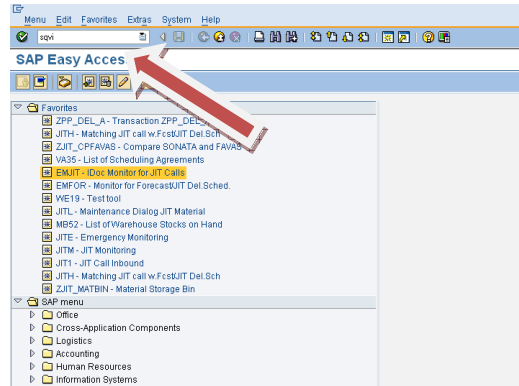 Menu Edit Favorites Extras System Help
sqvi
SAP Easy Access
Favorites
ZPP_DEL_A - Transaction ZPP_DEL_
JITH - Matching JIT call w.Fcst/JIT Del.Sch
ZJIT_CPFAVAS - Compare SONATA and FAVAS
VA35 - List of Scheduling Agreements
EMJIT - IDoc Monitor for JIT Calls
EMFOR - Monitor for Forecast/JIT Del.Sched.
WE19 - Test tool
JITL - Maintenance Dialog JIT Material
MB52 - List of Warehouse Stocks on Hand
JITE - Emergency Monitoring
JITM - JIT Monitoring
JIT1 - JIT Call Inbound
JITH - Matching JIT call w.Fcst/JIT Del.Sch
ZJIT_MATBIN - Material Storage Bin
SAP menu
Office
Cross-Application Components
Logistics
Accounting
Human Resources
Information Systems